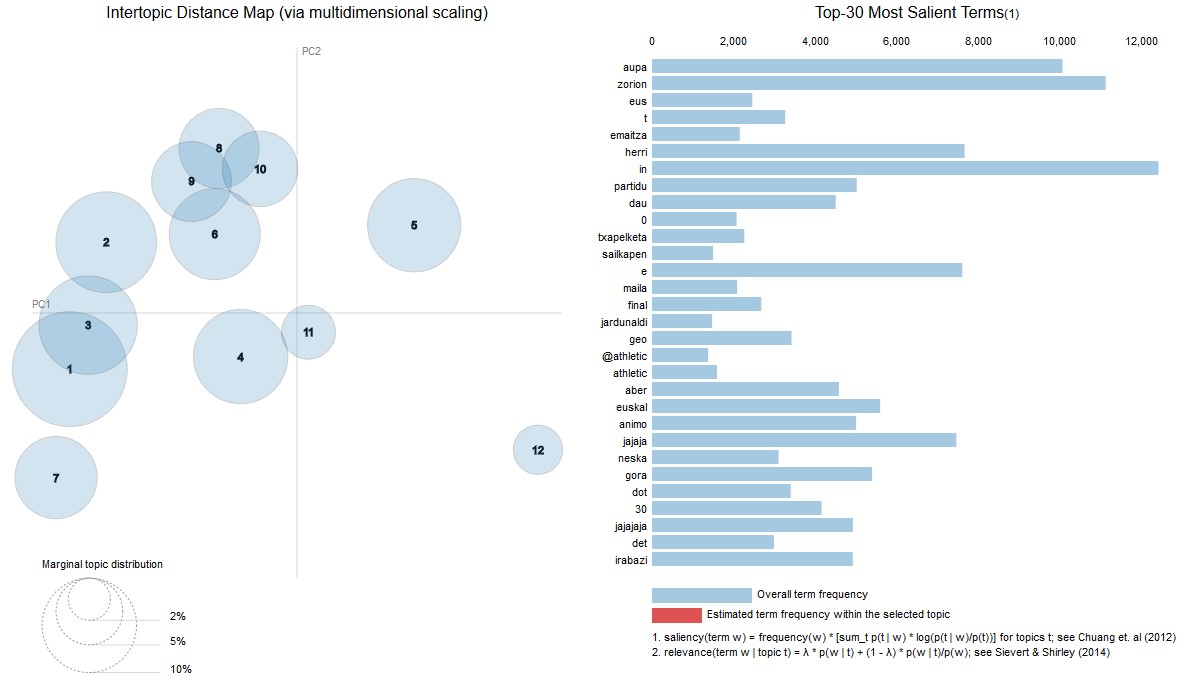 Intertopic Distance Map (via multidimensional scaling)
PC2
PC1
8
10
9
6
2
5
3
1
4
11
7
12
Marginal topic distribution
2%
5%
10%
Top-30 Most Salient Terms(1)
0 2,000 4,000 6,000 8,000 10,000 12,000
aupa
zorion
eus
t
emaitza
herri
in
partidu
dau
0
txapelketa
sailkapen
e
maila
final
jardunaldi
geo
@athletic
athletic
aber
euskal
animo
jajaja
neska
gora
dot
30
jajajaja
det
irabazi
Overall term frequency
Estimated term frequency within the selected topic
1. saliency(term w) = frequency(w) * [sum_t p(t | w) * log(p(t | w)/p(t))] for topics t; see Chuang et. al (2012)
2. relevance(term w | topic t) = λ * p(w | t) + (1 - λ) * p(w | t)/p(w); see Sievert & Shirley (2014)